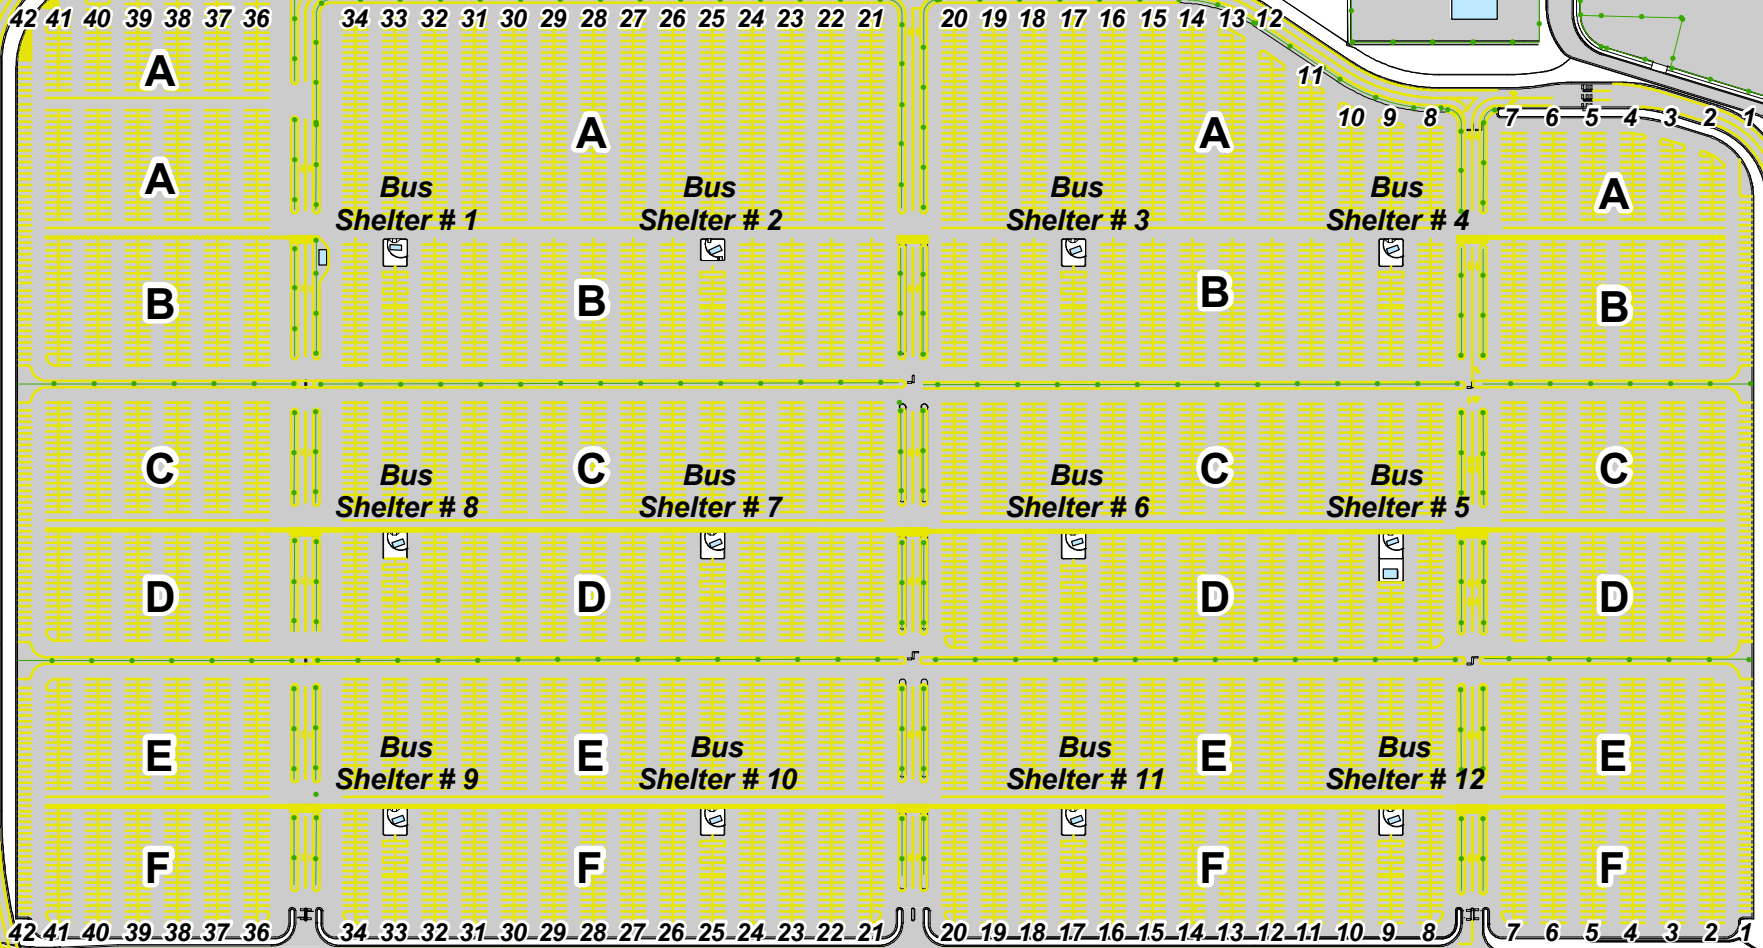 42 41 40 39 38 37 36 34 33 32 31 30 29 28 27 26 25 24 23 22 21 20 19 18 17 16 15 14 13 12
A
11
10 9 8 7 6 5 4 3 2 1
A A A
A A
Bus Bus Bus Bus
Shelter # 1 Shelter # 2 Shelter # 3 Shelter # 4
B B B B
C C C C
Bus Bus Bus Bus
Shelter # 8 Shelter # 7 Shelter # 6 Shelter # 5
D D D D
E E E E
Bus Bus Bus Bus
Shelter # 9 Shelter # 10 Shelter # 11 Shelter # 12
F F F F
42 41 40 39 38 37 36 34 33 32 31 30 29 28 27 26 25 24 23 22 21 20 19 18 17 16 15 14 13 12 11 10 9 8 7 6 5 4 3 2 1